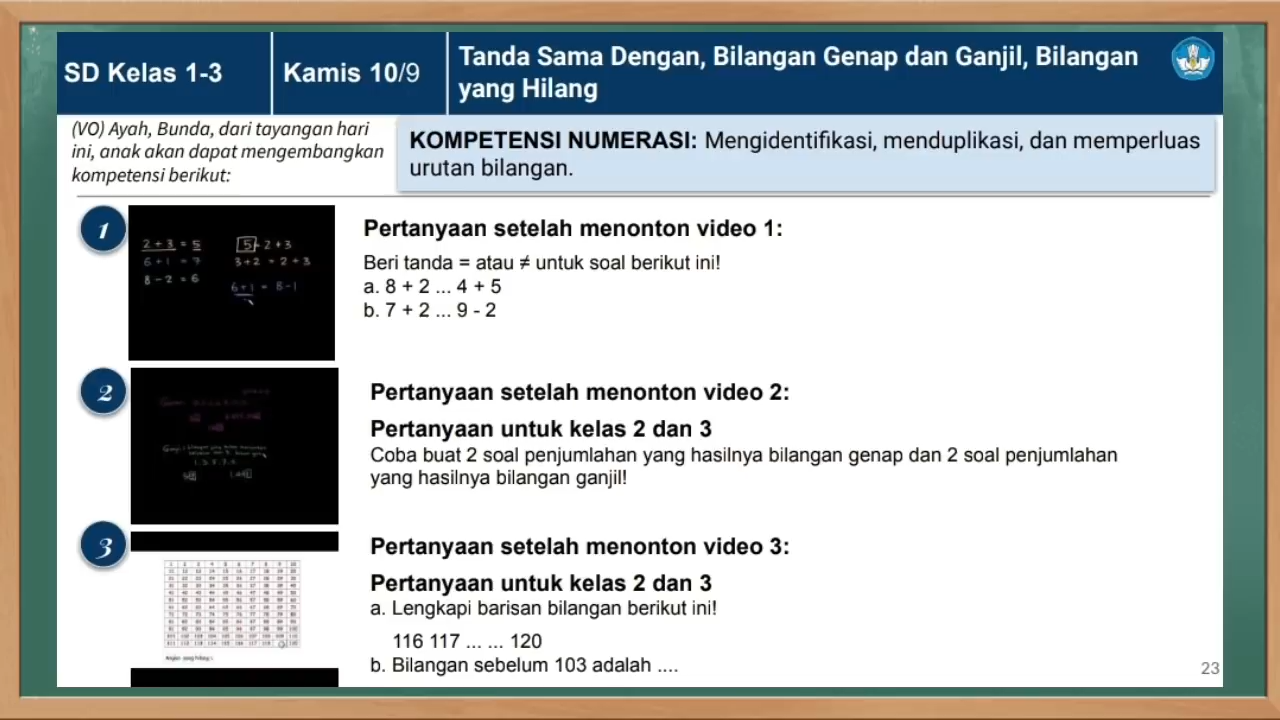 SD Kelas 1-3
Kamis 10/9
Tanda Sama Dengan, Bilangan Genap dan Ganjil, Bilangan
yang Hilang
(VO) Ayah, Bunda, dari tayangan hari
ini, anak akan dapat mengembangkan
kompetensi berikut:
KOMPETENSI NUMERASI: Mengidentifikasi, menduplikasi, dan memperluas
urutan bilangan.
1
2 + 3 = 5
6 + 1 = 7
8 - 2 = 6
5 = 2 + 3
3 + 2 = 2 + 3
6 + 1 = 8 - 1
Pertanyaan setelah menonton video 1:
Beri tanda = atau ≠ untuk soal berikut ini!
a. 8 + 2 ... 4 + 5
b. 7 + 2 ... 9 - 2
2
Pertanyaan setelah menonton video 2:
Pertanyaan untuk kelas 2 dan 3
Coba buat 2 soal penjumlahan yang hasilnya bilangan genap dan 2 soal penjumlahan
yang hasilnya bilangan ganjil!
3
Angka yang hilang :
Pertanyaan setelah menonton video 3:
Pertanyaan untuk kelas 2 dan 3
a. Lengkapi barisan bilangan berikut ini!
116 117 ... ... 120
b. Bilangan sebelum 103 adalah ....
23